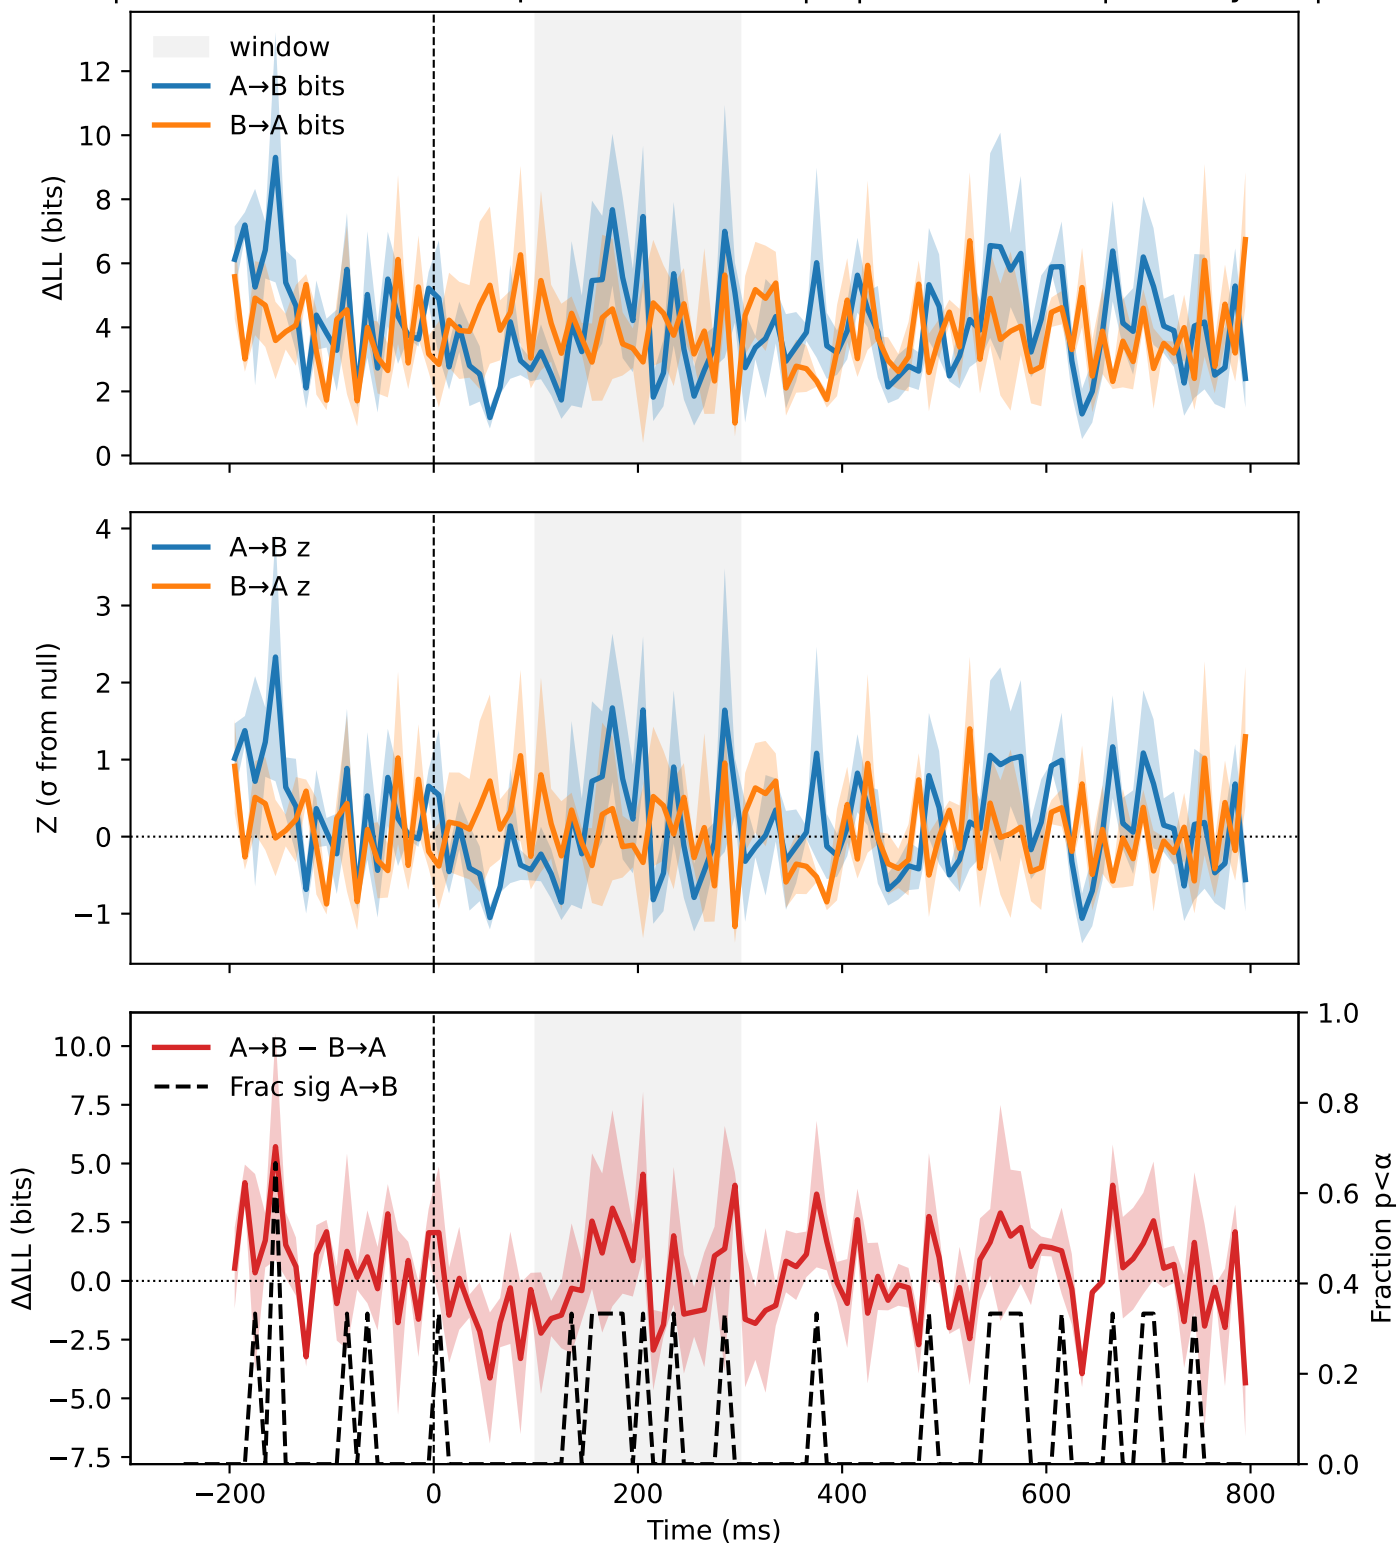 window
A→B bits
B→A bits
ΔLL (bits)
12
10
8
6
4
2
0
A→B z
B→A z
Z (σ from null)
4
3
2
1
0
−1
A→B − B→A
Frac sig A→B
ΔΔLL (bits)
10.0
7.5
5.0
2.5
0.0
−2.5
−5.0
−7.5
1.0
0.8
0.6
0.4
0.2
0.0
Fraction p<α
−200 0 200 400 600 800
Time (ms)